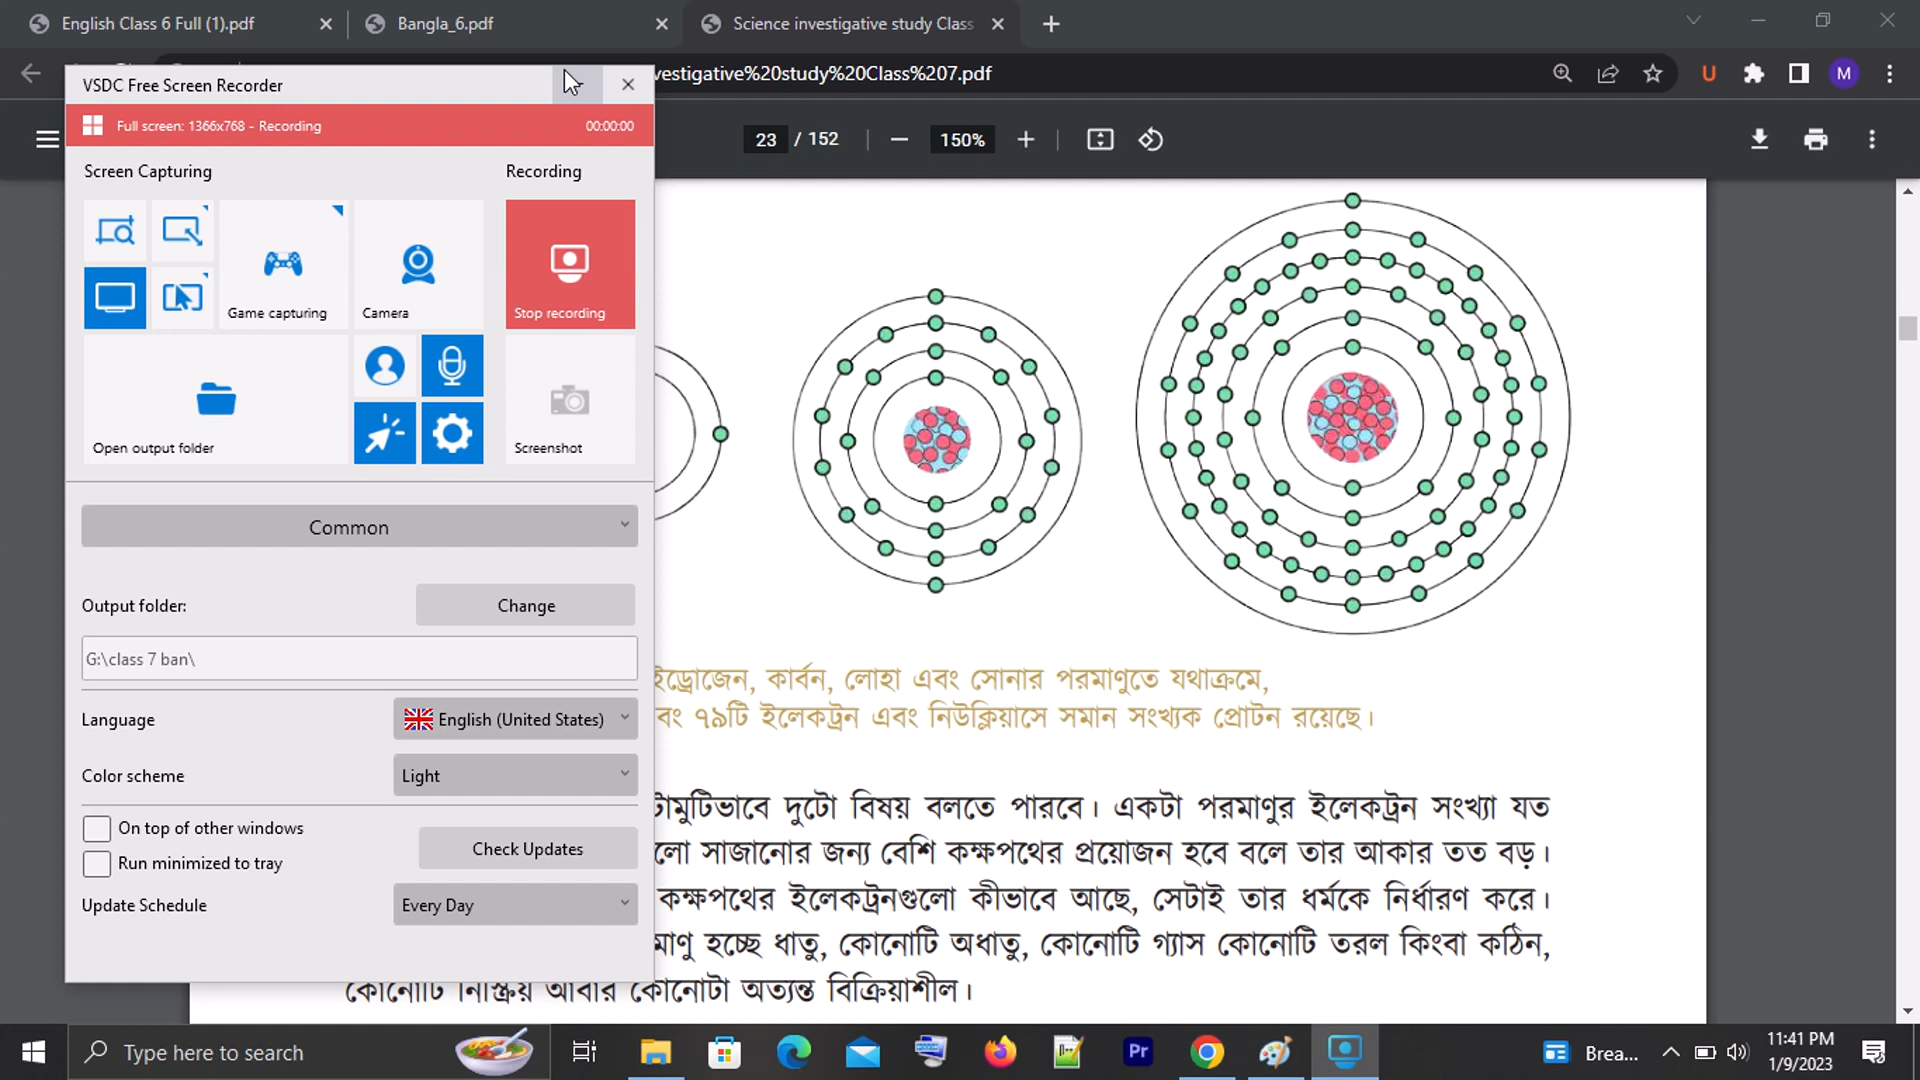 English Class 6 Full (1).pdf
Bangla_6.pdf
Science investigative study Class
vestigative%20study%20Class%207.pdf
U
M
VSDC Free Screen Recorder
Full screen: 1366x768 - Recording
00:00:00
23 / 152
150%
Screen Capturing
Recording
Game capturing
Camera
Stop recording
Open output folder
Screenshot
Common
Output folder:
Change
G:\class 7 ban\
Language
English (United States)
Color scheme
Light
On top of other windows
Run minimized to tray
Check Updates
Update Schedule
Every Day
ইড্রোজেন, কার্বন, লোহা এবং সোনার পরমাণুতে যথাক্রমে,
বং ৭৯টি ইলেকট্রন এবং নিউক্লিয়াসে সমান সংখ্যক প্রোটন রয়েছে।
টামুটিভাবে দুটো বিষয় বলতে পারবে। একটা পরমাণুর ইলেকট্রন সংখ্যা যত
লো সাজানোর জন্য বেশি কক্ষপথের প্রয়োজন হবে বলে তার আকার তত বড়।
কক্ষপথের ইলেকট্রনগুলো কীভাবে আছে, সেটাই তার ধর্মকে নির্ধারণ করে।
মাণু হচ্ছে ধাতু, কোনোটি অধাতু, কোনোটি গ্যাস কোনোটি তরল কিংবা কঠিন,
কোনোটি নিষ্ক্রিয় আবার কোনোটা অত্যন্ত বিক্রিয়াশীল।
Type here to search
Pr
Brea...
11:41 PM
1/9/2023